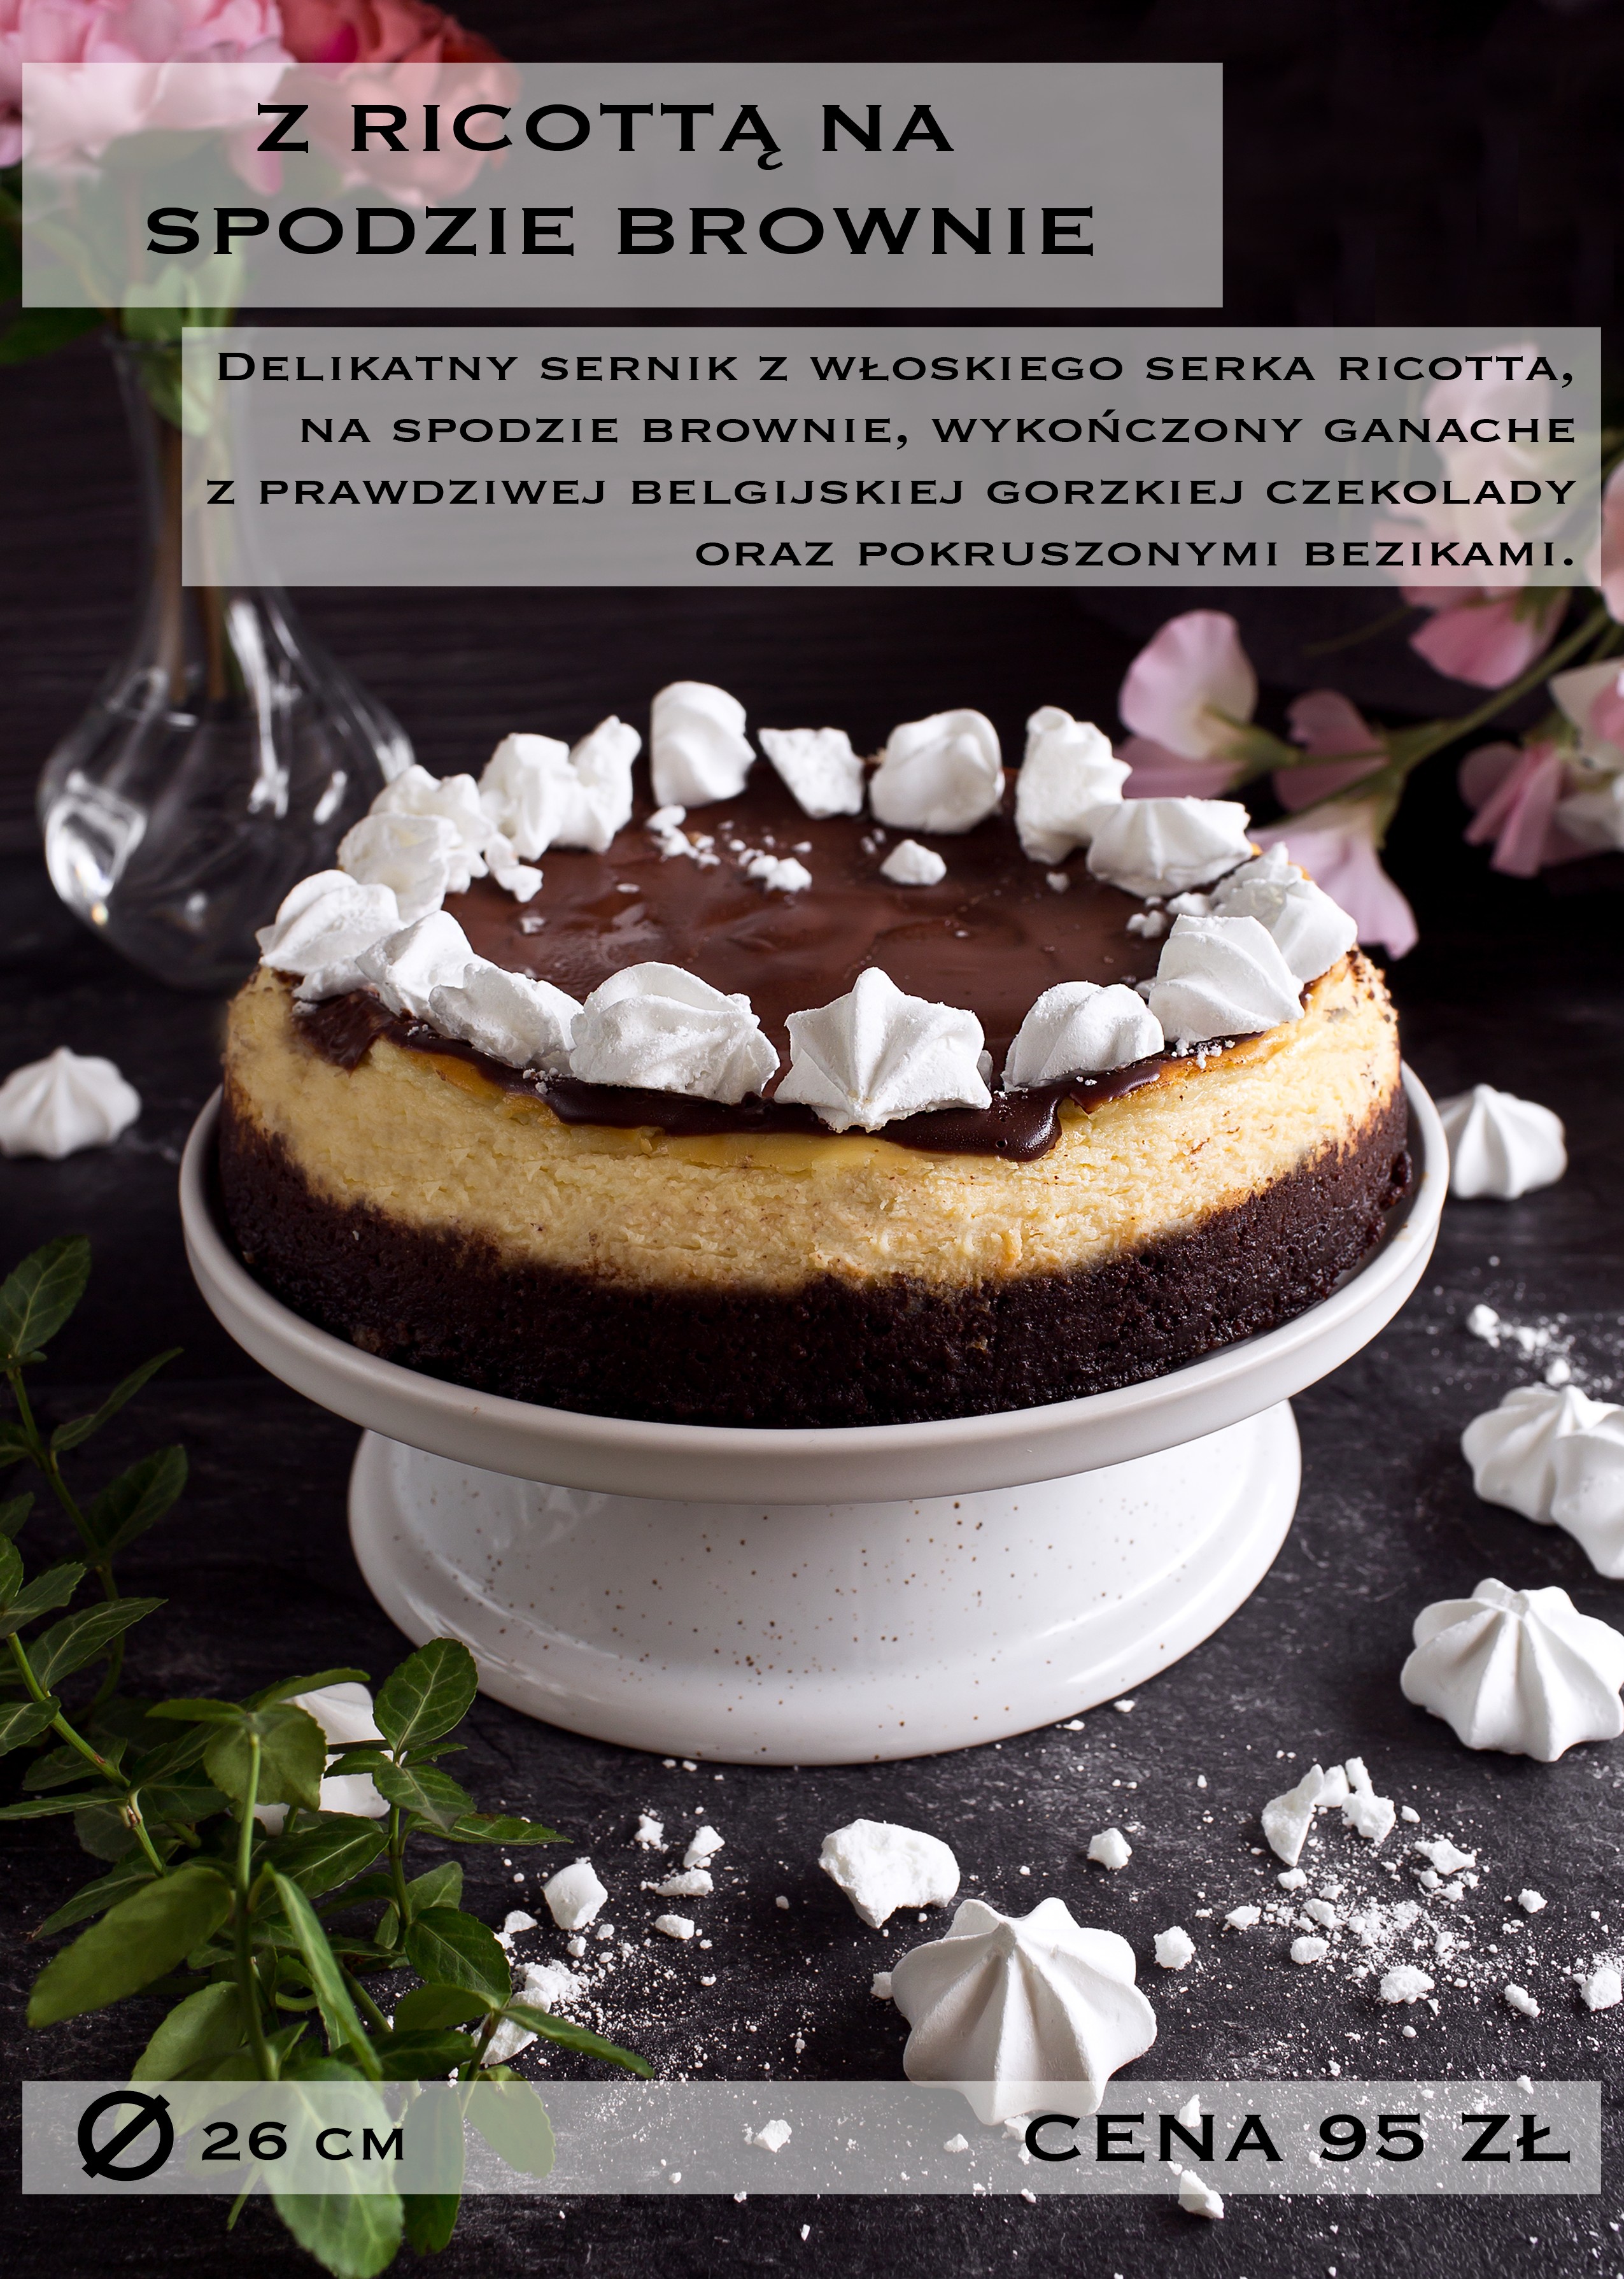 Z RICOTTĄ NA
SPODZIE BROWNIE
DELIKATNY SERNIK Z WŁOSKIEGO SERKA RICOTTA,
NA SPODZIE BROWNIE, WYKOŃCZONY GANACHE
Z PRAWDZIWEJ BELGIJSKIEJ GORZKIEJ CZEKOLADY
ORAZ POKRUSZONYMI BEZIKAMI.
Ø 26 CM
CENA 95 ZŁ